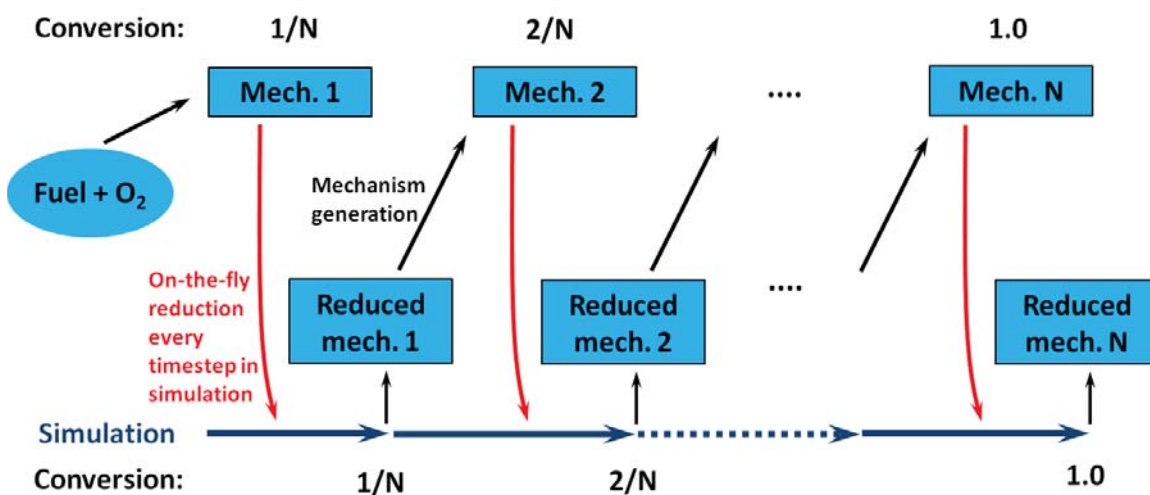 Conversion: 1/N 2/N 1.0
Mech. 1 Mech. 2 .... Mech. N
Fuel + O₂
Mechanism
generation
On-the-fly
reduction
every
timestep in
simulation
Reduced
mech. 1
Reduced
mech. 2
....
Reduced
mech. N
Simulation
Conversion: 1/N 2/N 1.0